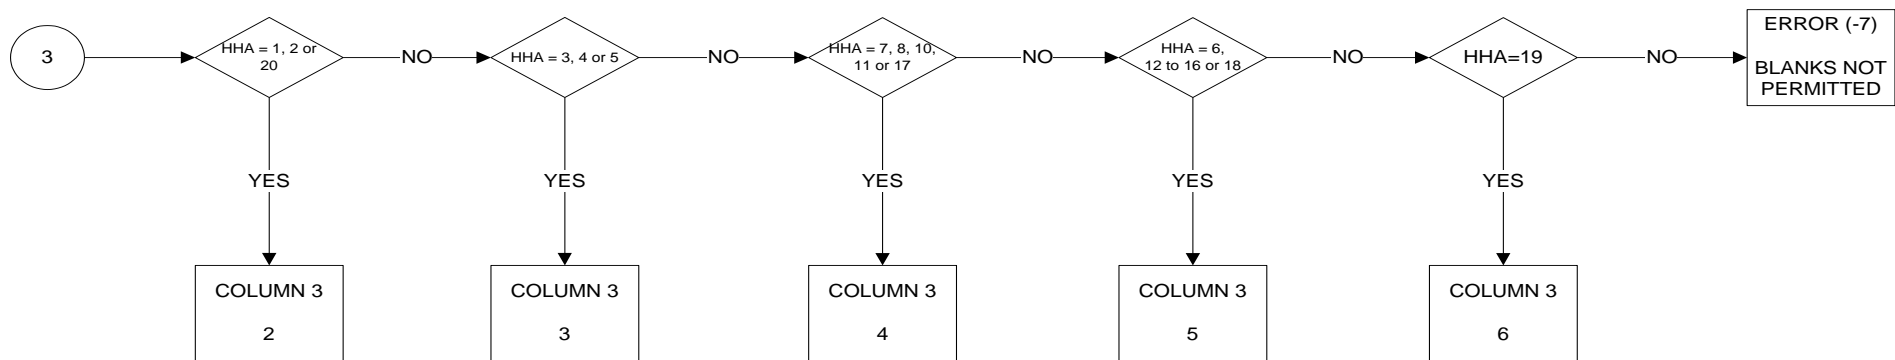 3
HHA = 1, 2 or
20
NO
HHA = 3, 4 or 5
NO
HHA = 7, 8, 10,
11 or 17
NO
HHA = 6,
12 to 16 or 18
NO
HHA=19
NO
ERROR (-7)
BLANKS NOT
PERMITTED
YES
YES
YES
YES
YES
COLUMN 3
2
COLUMN 3
3
COLUMN 3
4
COLUMN 3
5
COLUMN 3
6